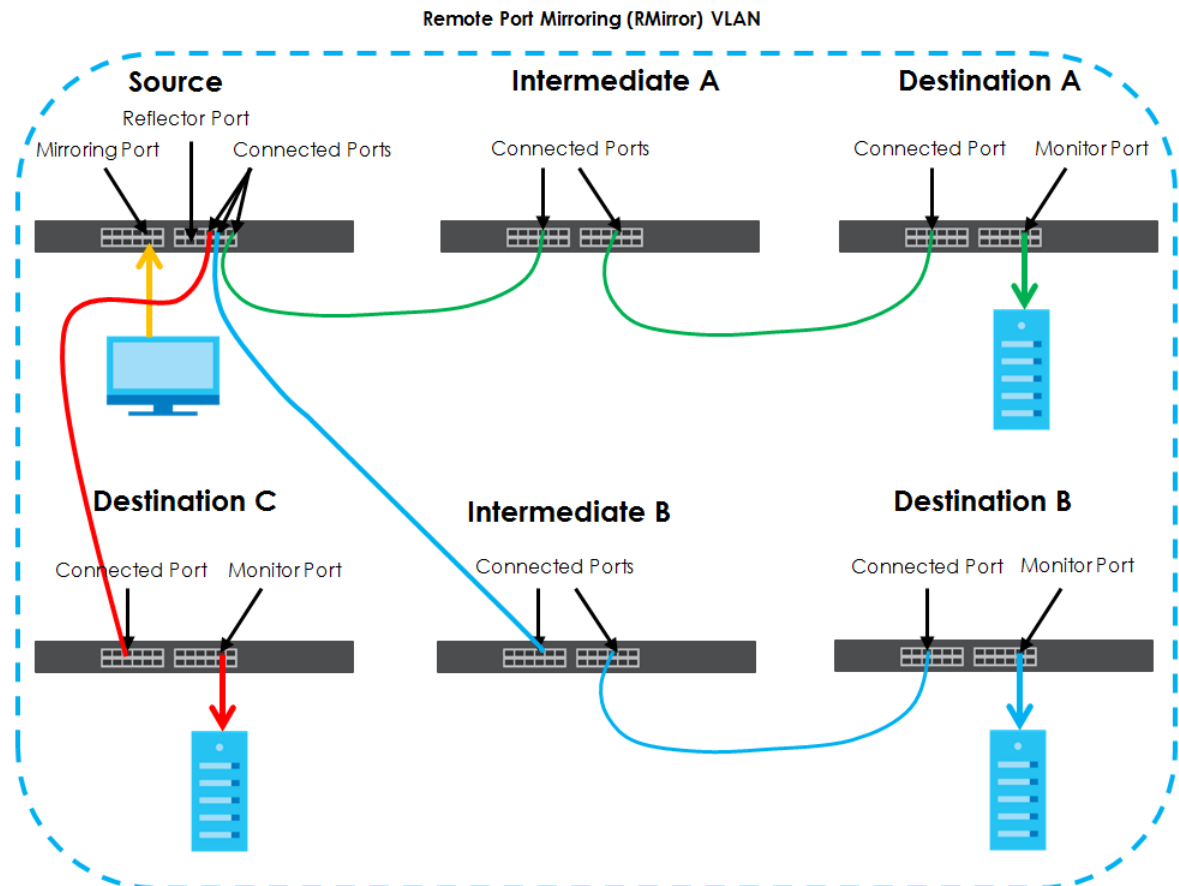 Remote Port Mirroring (RMirror) VLAN
Source
Intermediate A
Destination A
Reflector Port
Mirroring Port
Connected Ports
Connected Ports
Connected Port
Monitor Port
Destination C
Intermediate B
Destination B
Connected Port
Monitor Port
Connected Ports
Connected Port
Monitor Port